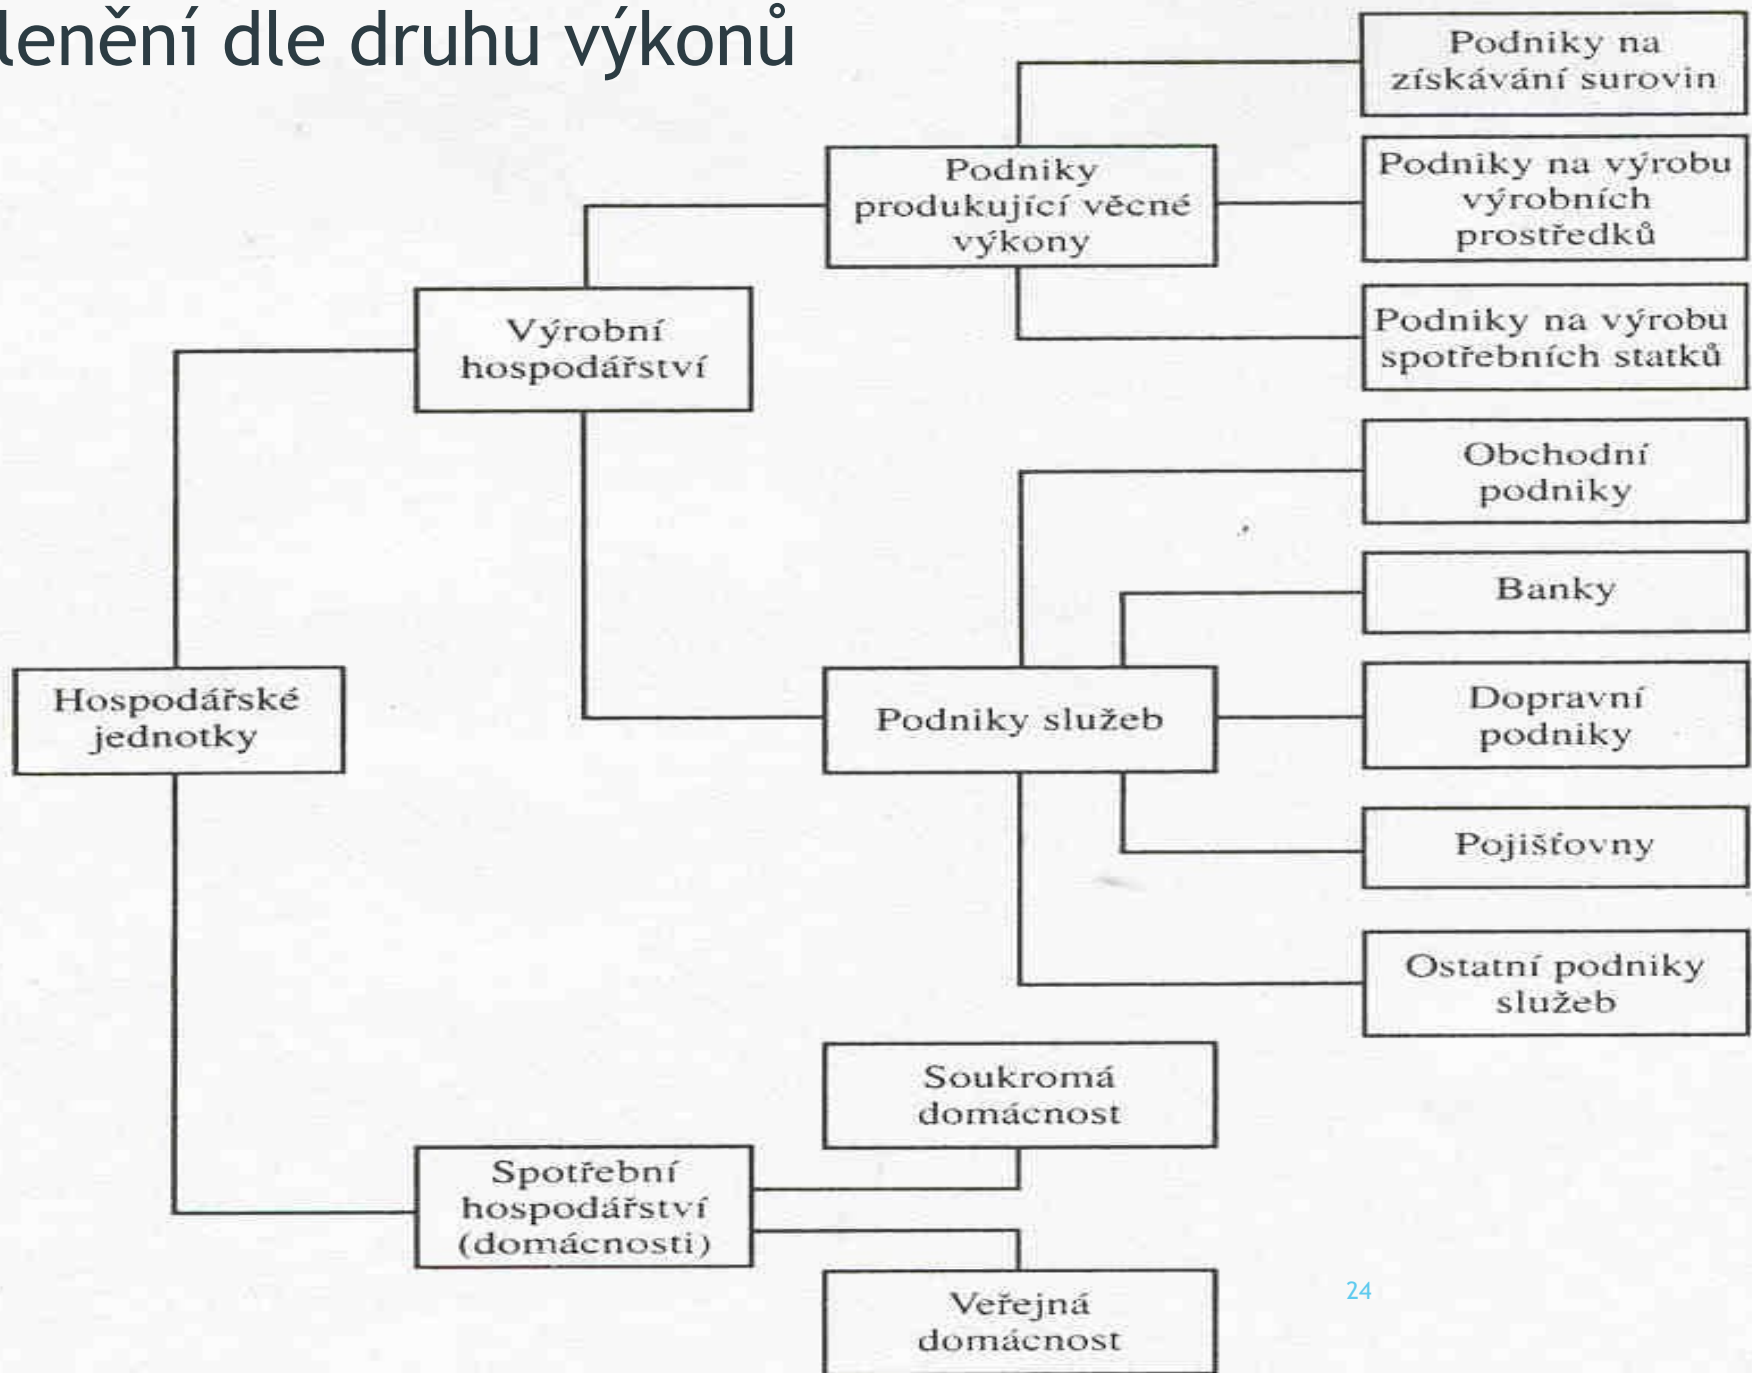 lenění dle druhu výkonů
Podniky na
získávání surovin
Podniky
produkující věcné
výkony
Podniky na výrobu
výrobních
prostředků
Výrobní
hospodářství
Podniky na výrobu
spotřebních statků
Obchodní
podniky
Banky
Hospodářské
jednotky
Podniky služeb
Dopravní
podniky
Pojišťovny
Ostatní podniky
služeb
Soukromá
domácnost
Spotřební
hospodářství
(domácnosti)
Veřejná
domácnost
24